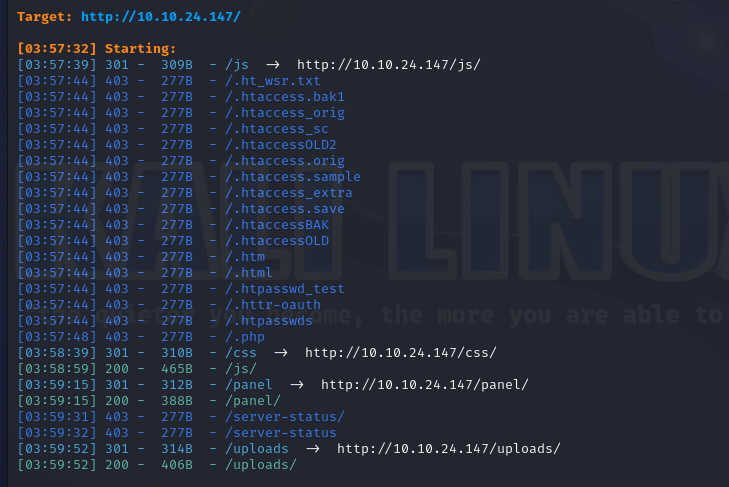 Target: http://10.10.24.147/
[03:57:32] Starting:
[03:57:39] 301 - 309B - /js -> http://10.10.24.147/js/
[03:57:44] 403 - 277B - /.ht_wsr.txt
[03:57:44] 403 - 277B - /.htaccess.bak1
[03:57:44] 403 - 277B - /.htaccess_orig
[03:57:44] 403 - 277B - /.htaccess_sc
[03:57:44] 403 - 277B - /.htaccessOLD2
[03:57:44] 403 - 277B - /.htaccess.orig
[03:57:44] 403 - 277B - /.htaccess.sample
[03:57:44] 403 - 277B - /.htaccess_extra
[03:57:44] 403 - 277B - /.htaccess.save
[03:57:44] 403 - 277B - /.htaccessBAK
[03:57:44] 403 - 277B - /.htaccessOLD
[03:57:44] 403 - 277B - /.htm
[03:57:44] 403 - 277B - /.html
[03:57:44] 403 - 277B - /.htpasswd_test
[03:57:44] 403 - 277B - /.httr-oauth
[03:57:44] 403 - 277B - /.htpasswds
[03:57:48] 403 - 277B - /.php
[03:58:39] 301 - 310B - /css -> http://10.10.24.147/css/
[03:58:59] 200 - 465B - /js/
[03:59:15] 301 - 312B - /panel -> http://10.10.24.147/panel/
[03:59:15] 200 - 388B - /panel/
[03:59:31] 403 - 277B - /server-status/
[03:59:32] 403 - 277B - /server-status
[03:59:52] 301 - 314B - /uploads -> http://10.10.24.147/uploads/
[03:59:52] 200 - 406B - /uploads/
KALI LINUX
the more you are able to